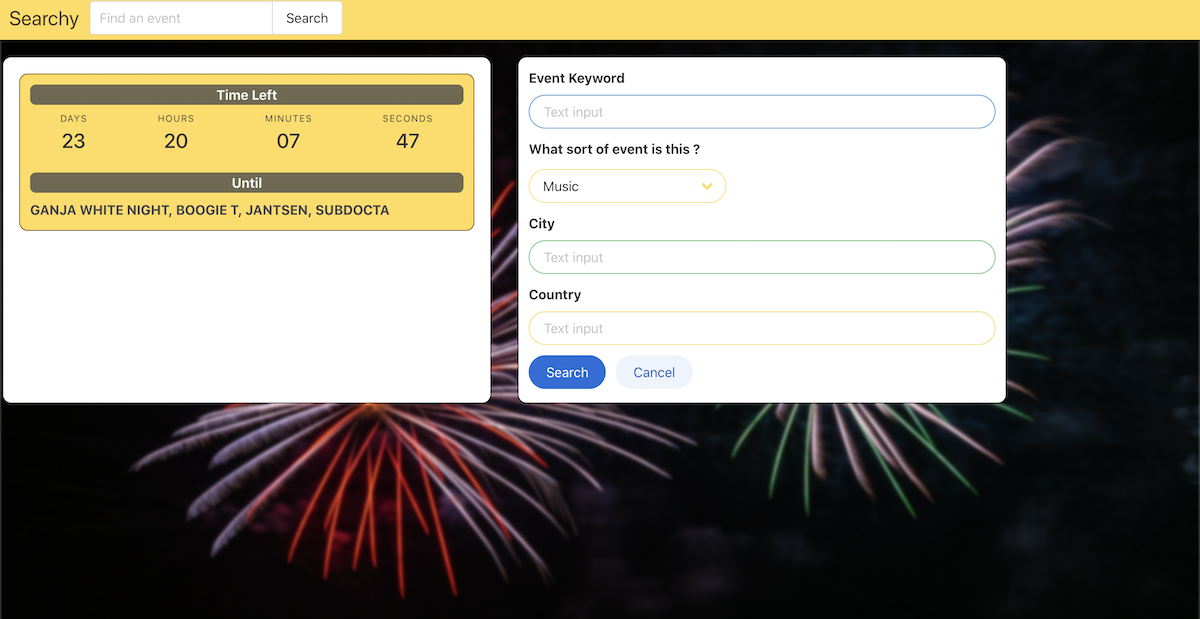 Searchy Find an event Search
Time Left
DAYS HOURS MINUTES SECONDS
23 20 07 47
Until
GANJA WHITE NIGHT, BOOGIE T, JANTSEN, SUBDOCTA
Event Keyword
Text input
What sort of event is this ?
Music
City
Text input
Country
Text input
Search Cancel